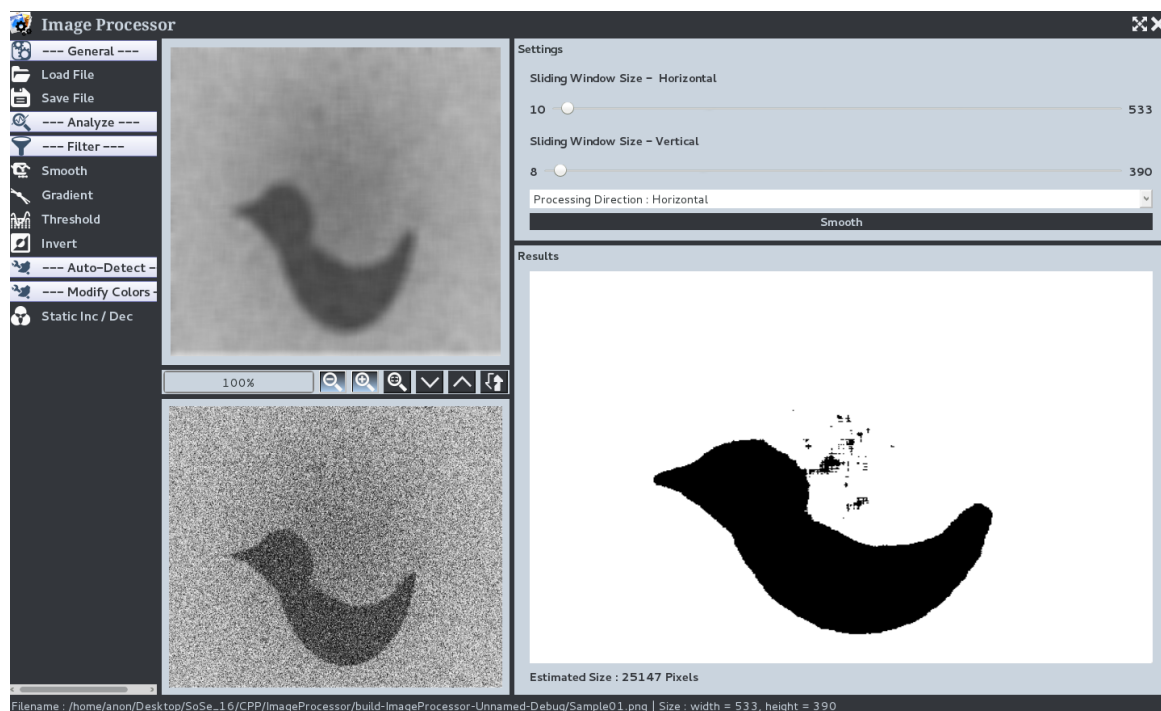 Image Processor
--- General ---
Load File
Save File
--- Analyze ---
--- Filter ---
Smooth
Gradient
Threshold
Invert
--- Auto-Detect -
--- Modify Colors -
Static Inc / Dec
100%
Settings
Sliding Window Size - Horizontal
10 533
Sliding Window Size - Vertical
8 390
Processing Direction : Horizontal
Smooth
Results
Estimated Size : 25147 Pixels
Filename : /home/anon/Desktop/SoSe_16/CPP/ImageProcessor/build-ImageProcessor-Unnamed-Debug/Sample01.png | Size : width = 533, height = 390